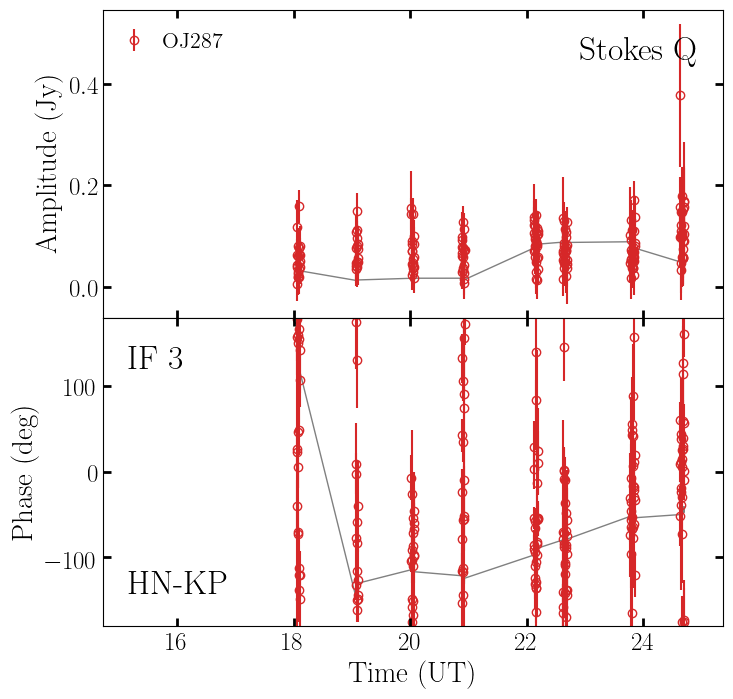 OJ287
Stokes Q
Amplitude (Jy)
0.4
0.2
0.0
IF 3
HN-KP
Phase (deg)
100
0
−100
16 18 20 22 24
Time (UT)